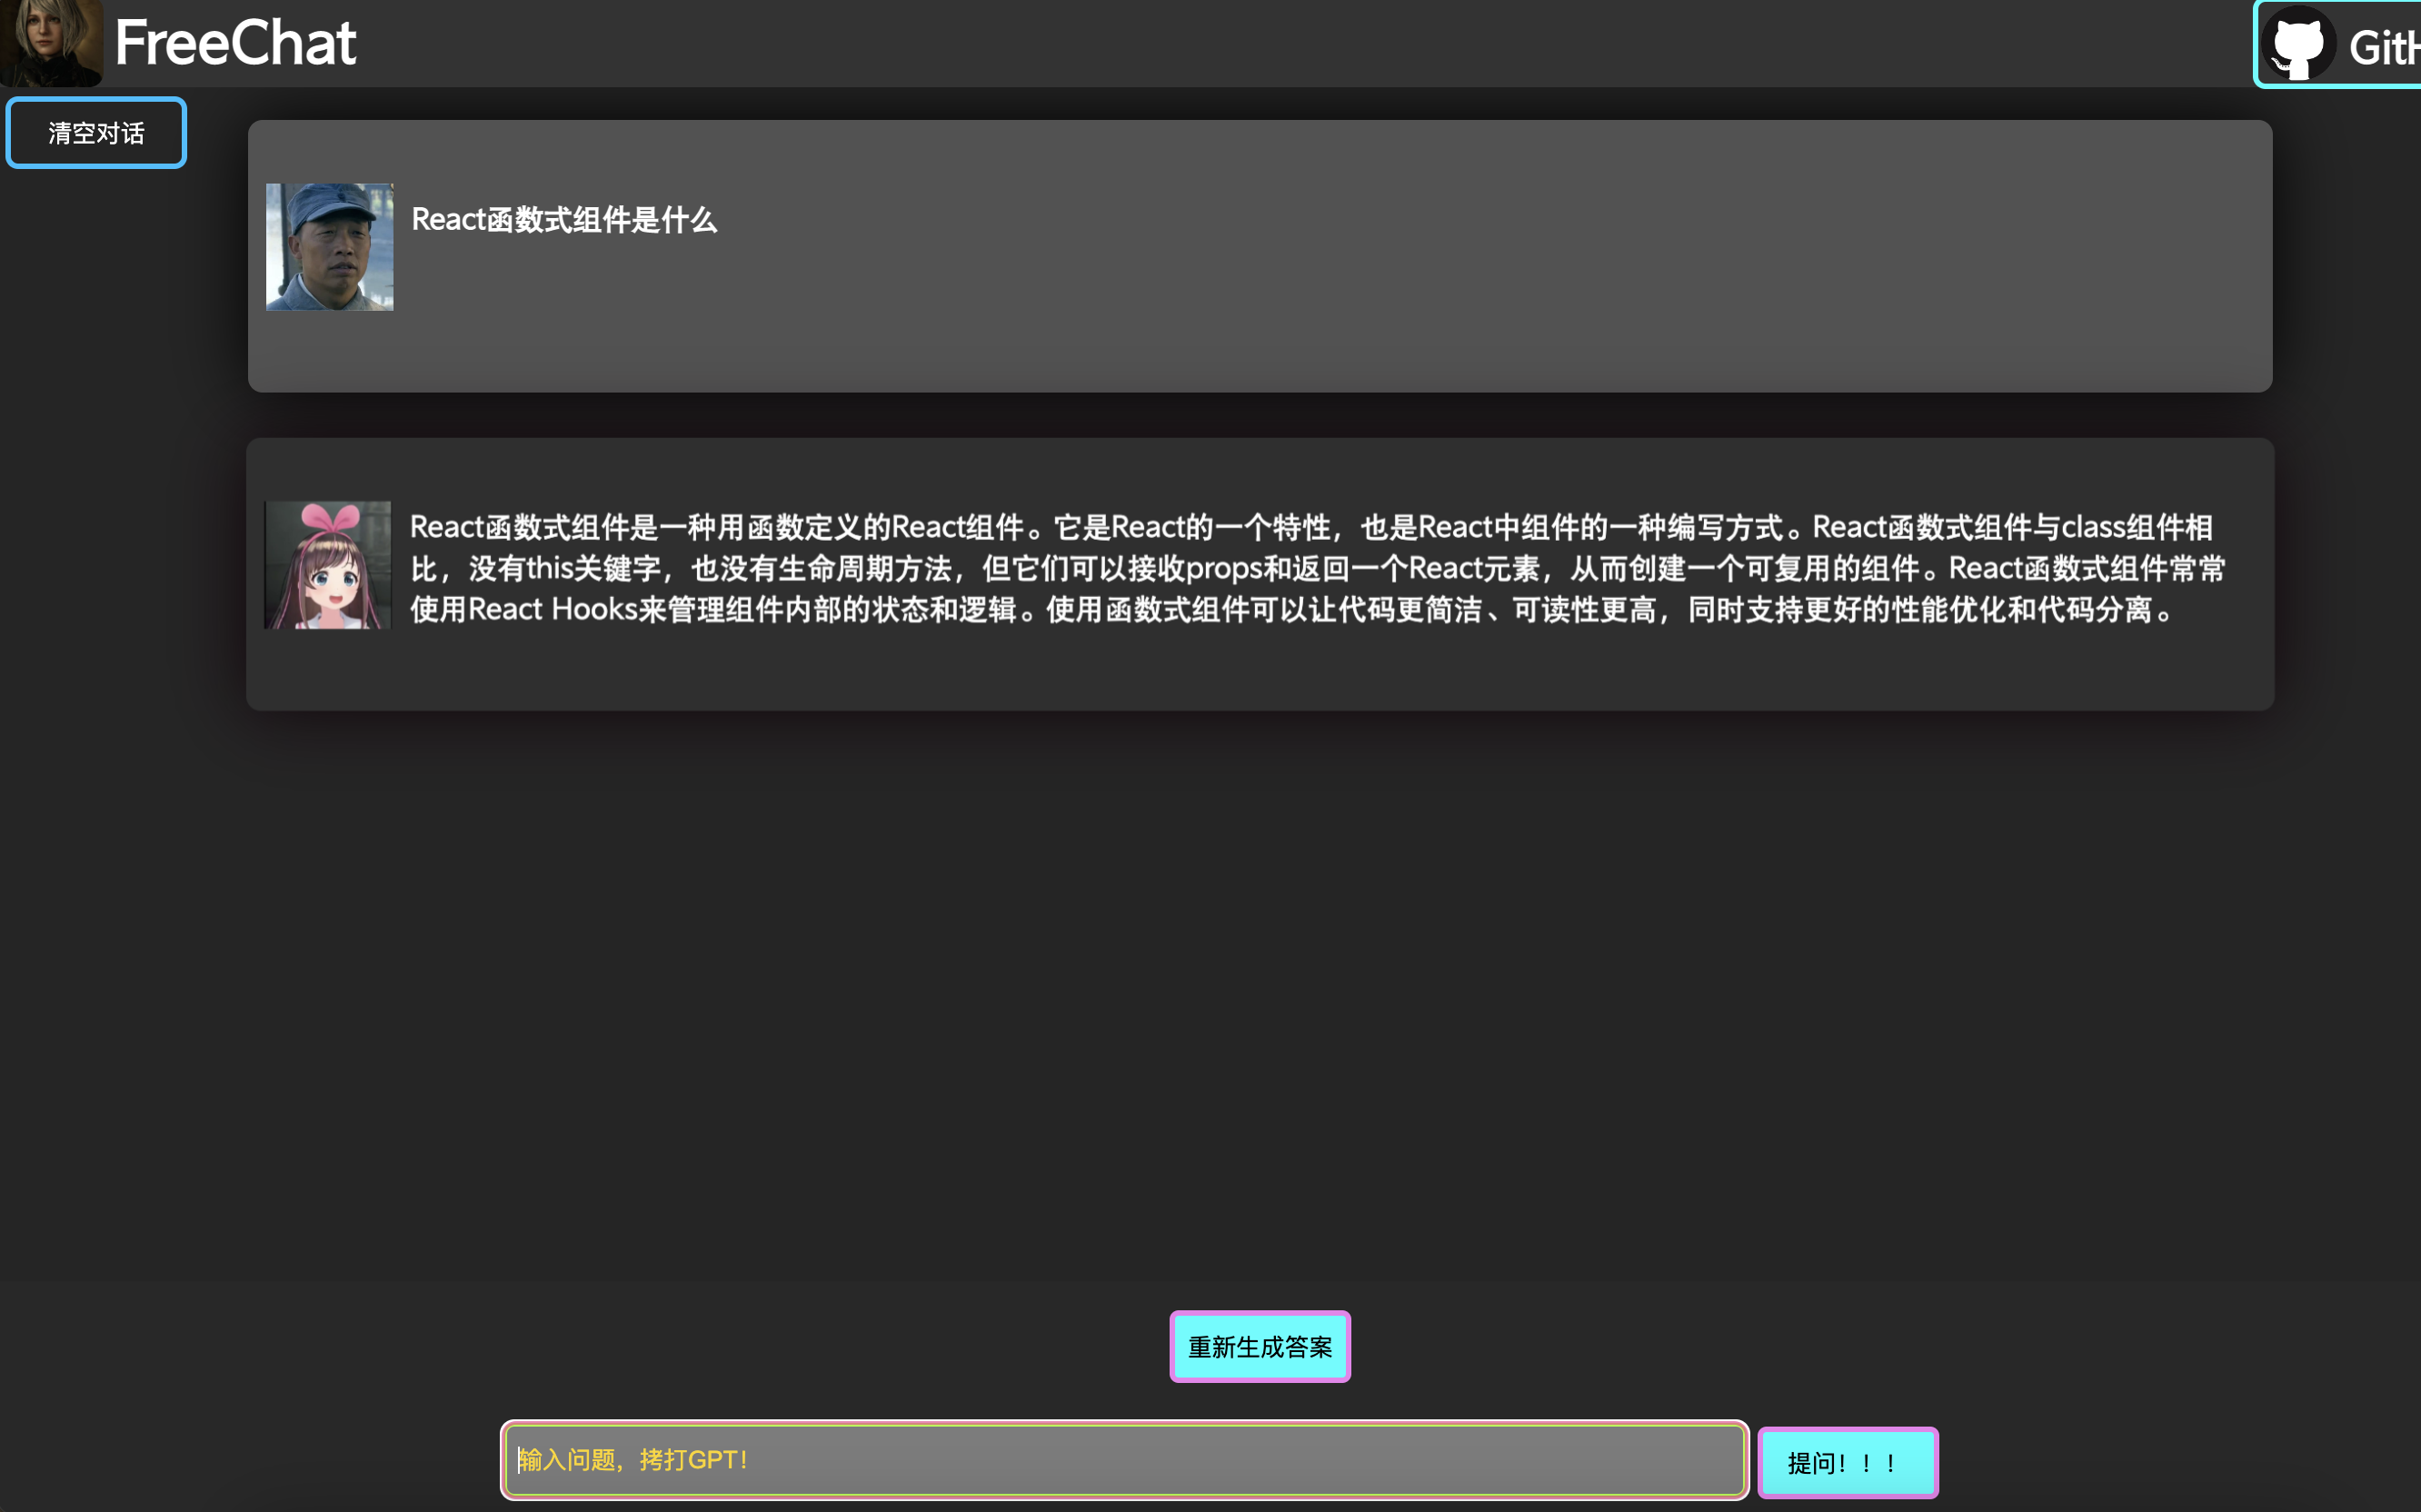 FreeChat
GitH
清空对话
React函数式组件是什么
React函数式组件是一种用函数定义的React组件。它是React的一个特性，也是React中组件的一种编写方式。React函数式组件与class组件相
比，没有this关键字，也没有生命周期方法，但它们可以接收props和返回一个React元素，从而创建一个可复用的组件。React函数式组件常常
使用React Hooks来管理组件内部的状态和逻辑。使用函数式组件可以让代码更简洁、可读性更高，同时支持更好的性能优化和代码分离。
重新生成答案
输入问题，拷打GPT！
提问！！！